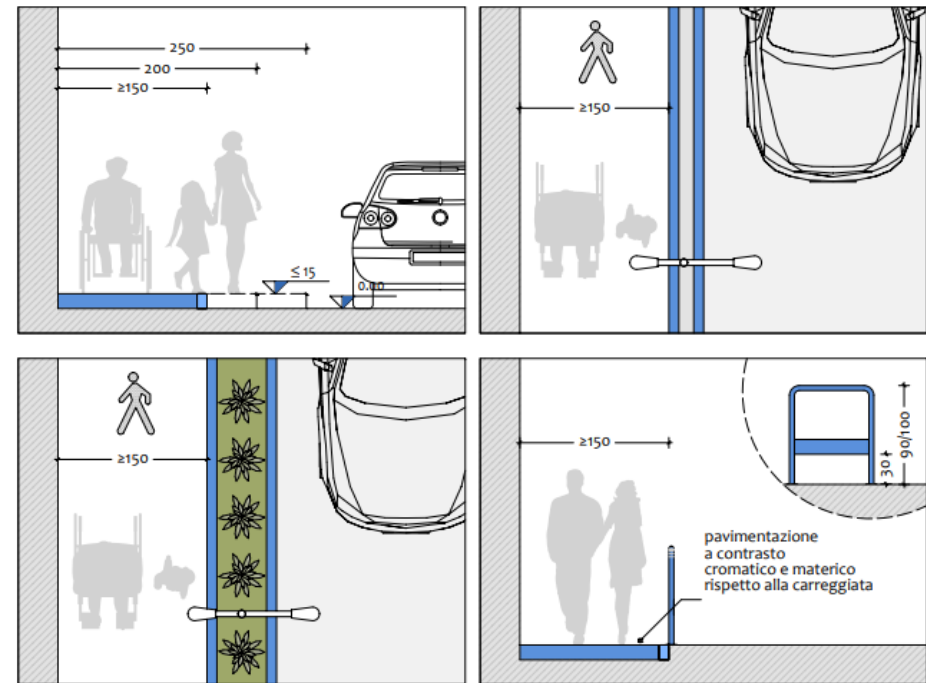 250
200
≥150
≤ 15
0.00
≥150
≥150
≥150
90/100
30
pavimentazione
a contrasto
cromatico e materico
rispetto alla carreggiata